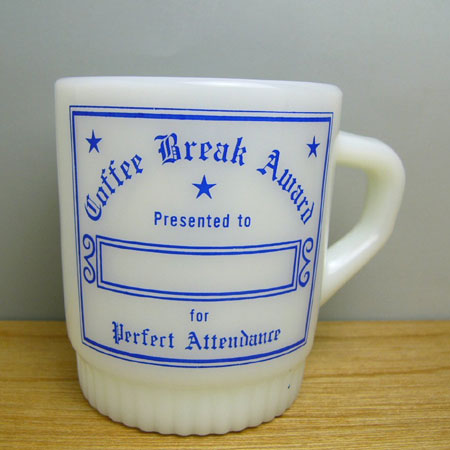 Coffee Break Award
Presented to
for
Perfect Attendance